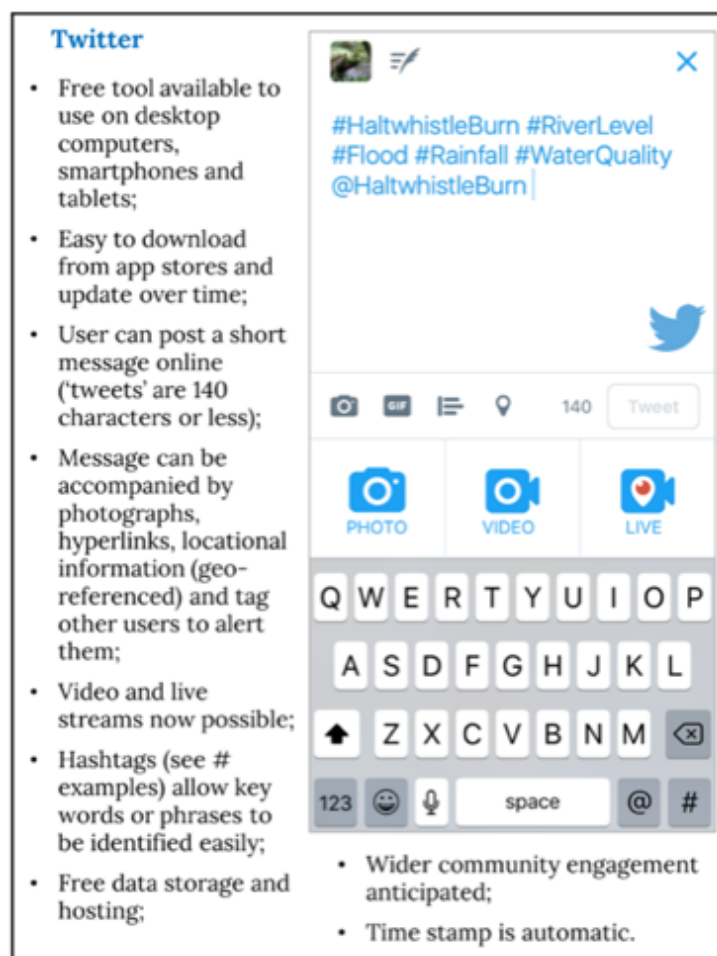 Twitter
• Free tool available to
use on desktop
computers,
smartphones and
tablets;
• Easy to download
from app stores and
update over time;
• User can post a short
message online
(‘tweets’ are 140
characters or less);
• Message can be
accompanied by
photographs,
hyperlinks, locational
information (geo-
referenced) and tag
other users to alert
them;
• Video and live
streams now possible;
• Hashtags (see #
examples) allow key
words or phrases to
be identified easily;
• Free data storage and
hosting;
#HaltwhistleBurn #RiverLevel
#Flood #Rainfall #WaterQuality
@HaltwhistleBurn
GIF 140 Tweet
PHOTO VIDEO LIVE
Q W E R T Y U I O P
A S D F G H J K L
Z X C V B N M
123 space @ #
• Wider community engagement
anticipated;
• Time stamp is automatic.